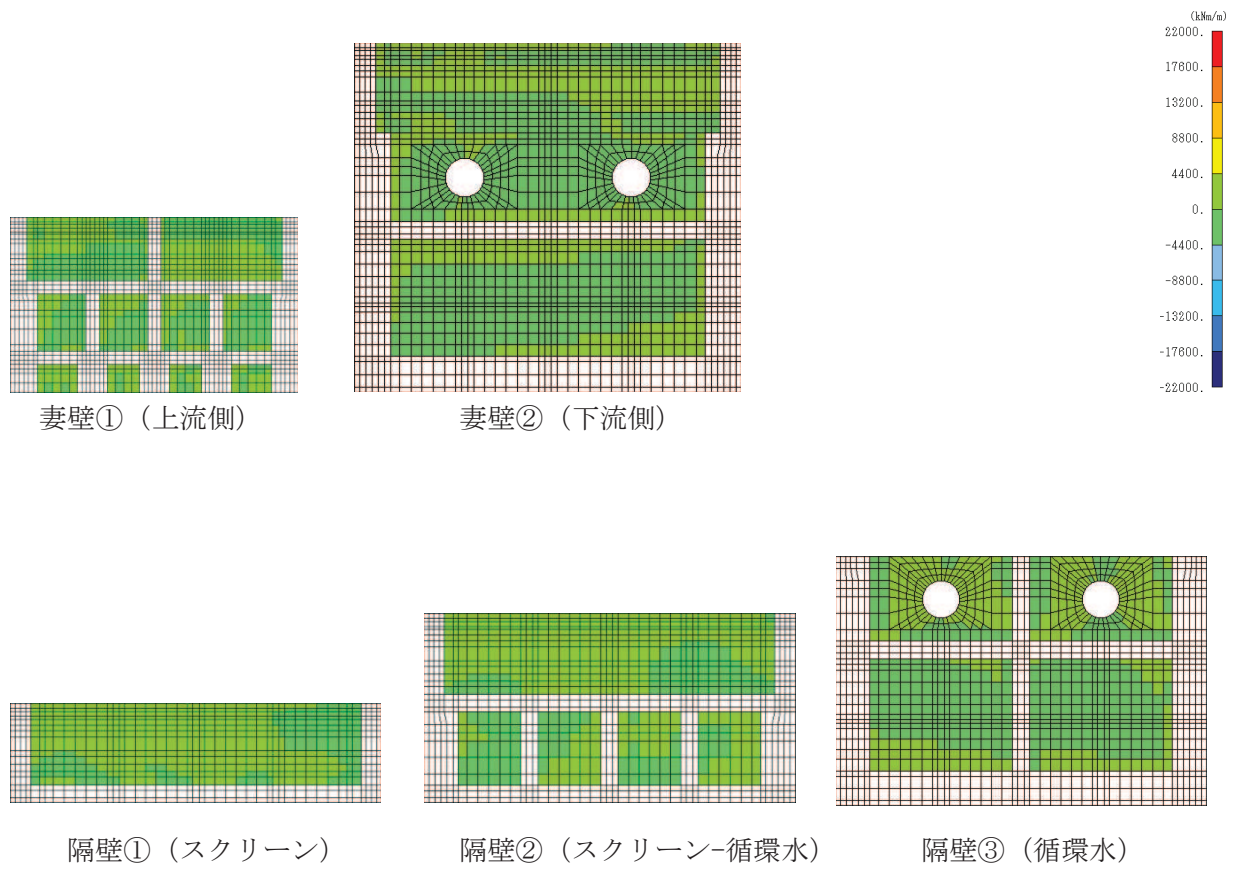 (kNm/m)
22000.
17600.
13200.
8800.
4400.
0.
-4400.
-8800.
-13200.
-17600.
-22000.
妻壁①（上流側）
妻壁②（下流側）
隔壁①（スクリーン）
隔壁②（スクリーン-循環水）
隔壁③（循環水）